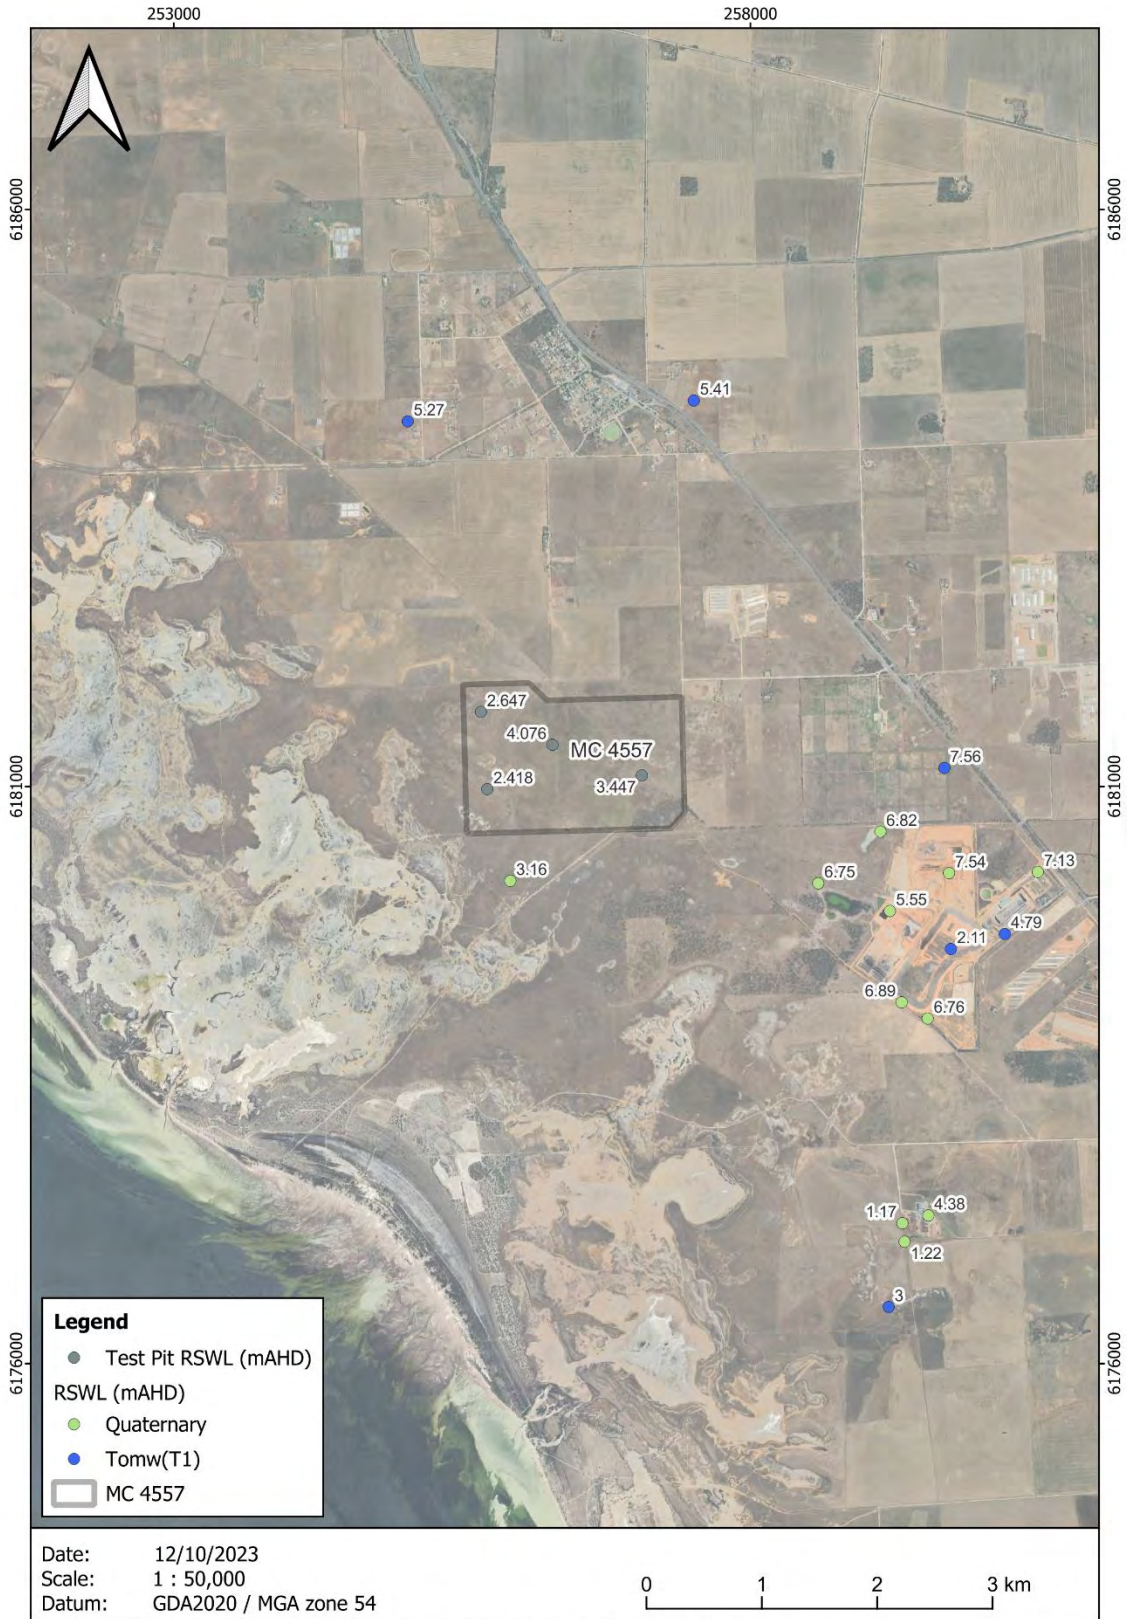 253000 258000
6186000 6186000
5.41
5.27
2.647
4.076 MC 4557
7.56
2.418 3.447
6181000 6181000
6.82
3.16 6.75 7.54 7.13
5.55
2.11 4.79
6.89 6.76
1.17 4.38
1.22
3
6176000 6176000
Legend
Test Pit RSWL (mAHD)
RSWL (mAHD)
Quaternary
Tomw(T1)
MC 4557
Date: 12/10/2023
Scale: 1 : 50,000
Datum: GDA2020 / MGA zone 54
0 1 2 3 km